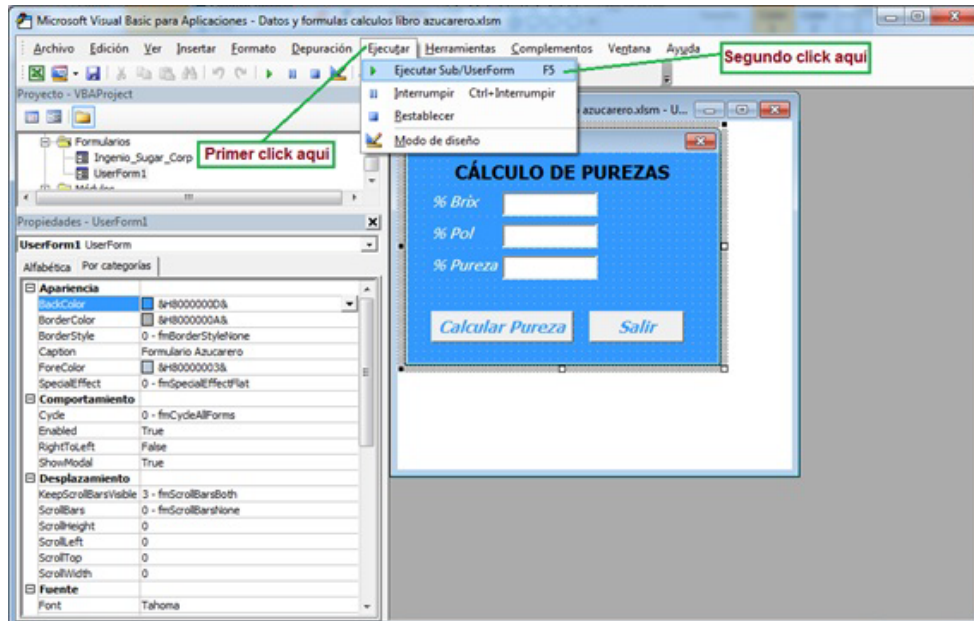 Microsoft Visual Basic para Aplicaciones - Datos y formulas calculos libro azucarero.xlsm
Archivo Edición Ver Insertar Formato Depuración Ejecutar Herramientas Complementos Ventana Ayuda
Segundo click aquí
Ejecutar Sub/UserForm F5
Interrumpir Ctrl+Interrumpir
Restablecer
Modo de diseño
Proyecto - VBAProject
azucarero.xlsm - U...
Formularios
Ingenio_Sugar_Corp
UserForm1
Módulos
Primer click aquí
CÁLCULO DE PUREZAS
% Brix
% Pol
% Pureza
Calcular Pureza Salir
Propiedades - UserForm1
UserForm1 UserForm
Alfabética Por categorías
Apariencia
BackColor &H8000000D&
BorderColor &H8000000A&
BorderStyle 0 - fmBorderStyleNone
Caption Formulario Azucarero
ForeColor &H80000003&
SpecialEffect 0 - fmSpecialEffectFlat
Comportamiento
Cycle 0 - fmCycleAllForms
Enabled True
RightToLeft False
ShowModal True
Desplazamiento
KeepScrollBarsVisible 3 - fmScrollBarsBoth
ScrollBars 0 - fmScrollBarsNone
ScrollHeight 0
ScrollLeft 0
ScrollTop 0
ScrollWidth 0
Fuente
Font Tahoma